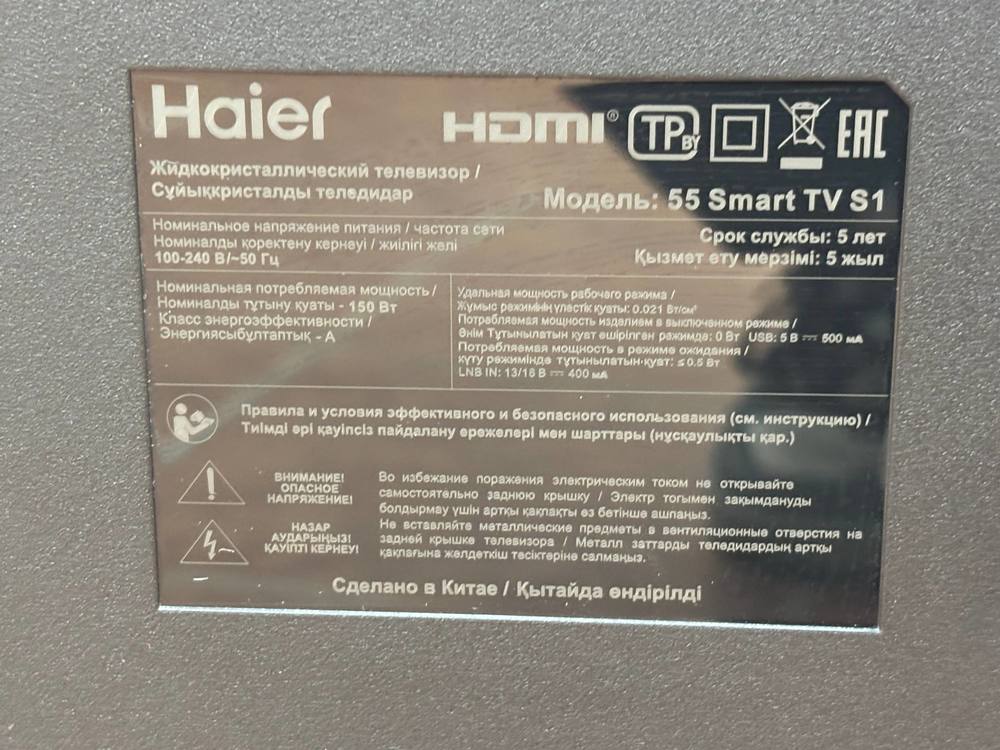 Haier
HDMI®
TP BY
EAC
Жидкокристаллический телевизор /
Сұйыққристалды теледидар
Модель: 55 Smart TV S1
Номинальное напряжение питания / частота сети
Номиналды қоректену кернеуі / жиілігі желі
100-240 В/~50 Гц
Срок службы: 5 лет
Қызмет ету мерзімі: 5 жыл
Номинальная потребляемая мощность /
Номиналды тұтыну қуаты - 150 Вт
Класс энергоэффективности /
Энергиясыбұлтаптық - А
Удельная мощность рабочего режима /
Жұмыс режимінің үлестік қуаты: 0.021 Вт/см²
Потребляемая мощность изделием в выключенном режиме /
Өнім Тұтынылатын қуат өшірілген режимде: 0 Вт USB: 5 В ⎓ 500 мА
Потребляемая мощность в режиме ожидания /
күту режимінде тұтынылатын-қуат: ≤ 0.5 Вт
LNB IN: 13/18 В ⎓ 400 мА
Правила и условия эффективного и безопасного использования (см. инструкцию) /
Тиімді әрі қауіпсіз пайдалану ережелері мен шарттары (нұсқаулықты қар.)
ВНИМАНИЕ!
ОПАСНОЕ
НАПРЯЖЕНИЕ!
Во избежание поражения электрическим током не открывайте
самостоятельно заднюю крышку / Электр тогымен зақымдануды
болдырмау үшін артқы қақпақты өз бетінше ашпаңыз.
НАЗАР
АУДАРЫҢЫЗ!
ҚАУІПТІ КЕРНЕУ!
Не вставляйте металлические предметы в вентиляционные отверстия на
задней крышке телевизора / Металл заттарды теледидардың артқы
қақпағына желдеткіш тесіктеріне салмаңыз.
Сделано в Китае / Қытайда өндірілді